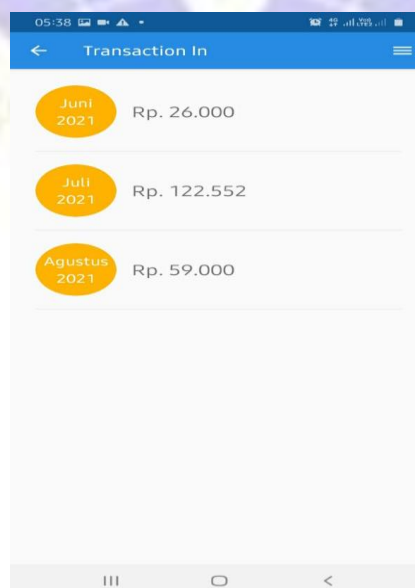 05:38
Transaction In
Juni
2021
Rp. 26.000
Juli
2021
Rp. 122.552
Agustus
2021
Rp. 59.000